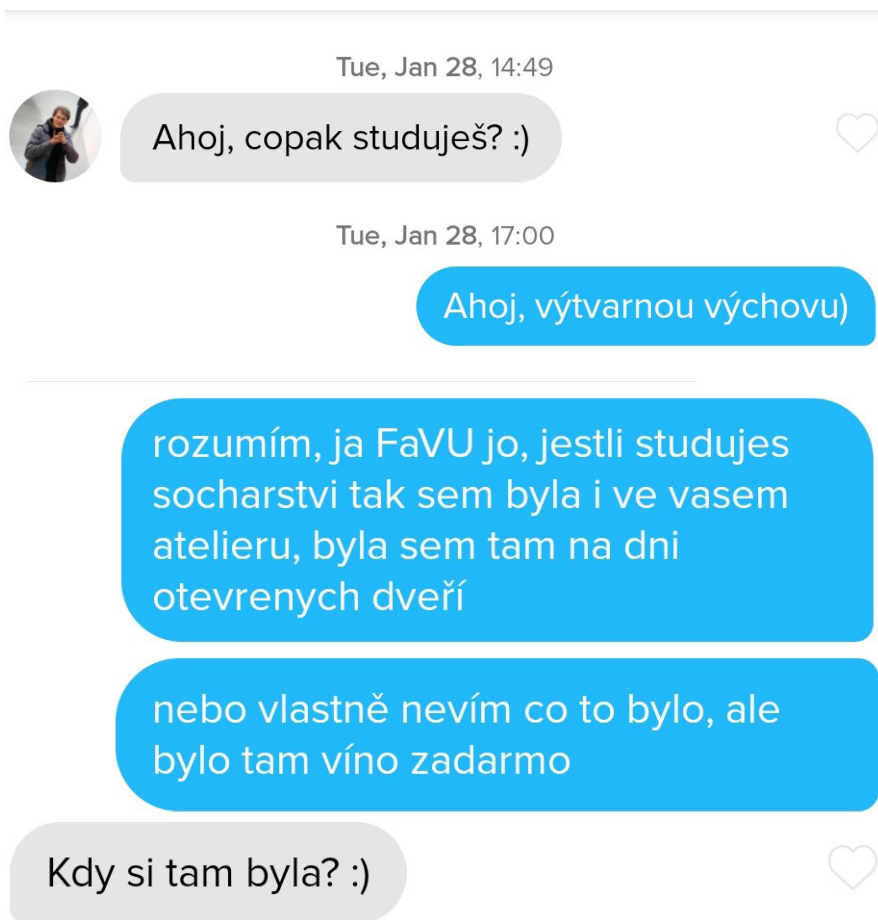 Tue, Jan 28, 14:49
Ahoj, copak studuješ? :)
Tue, Jan 28, 17:00
Ahoj, výtvarnou výchovu)
rozumím, ja FaVU jo, jestli studujes
socharstvi tak sem byla i ve vasem
atelieru, byla sem tam na dni
otevrenych dveří
nebo vlastně nevím co to bylo, ale
bylo tam víno zadarmo
Kdy si tam byla? :)